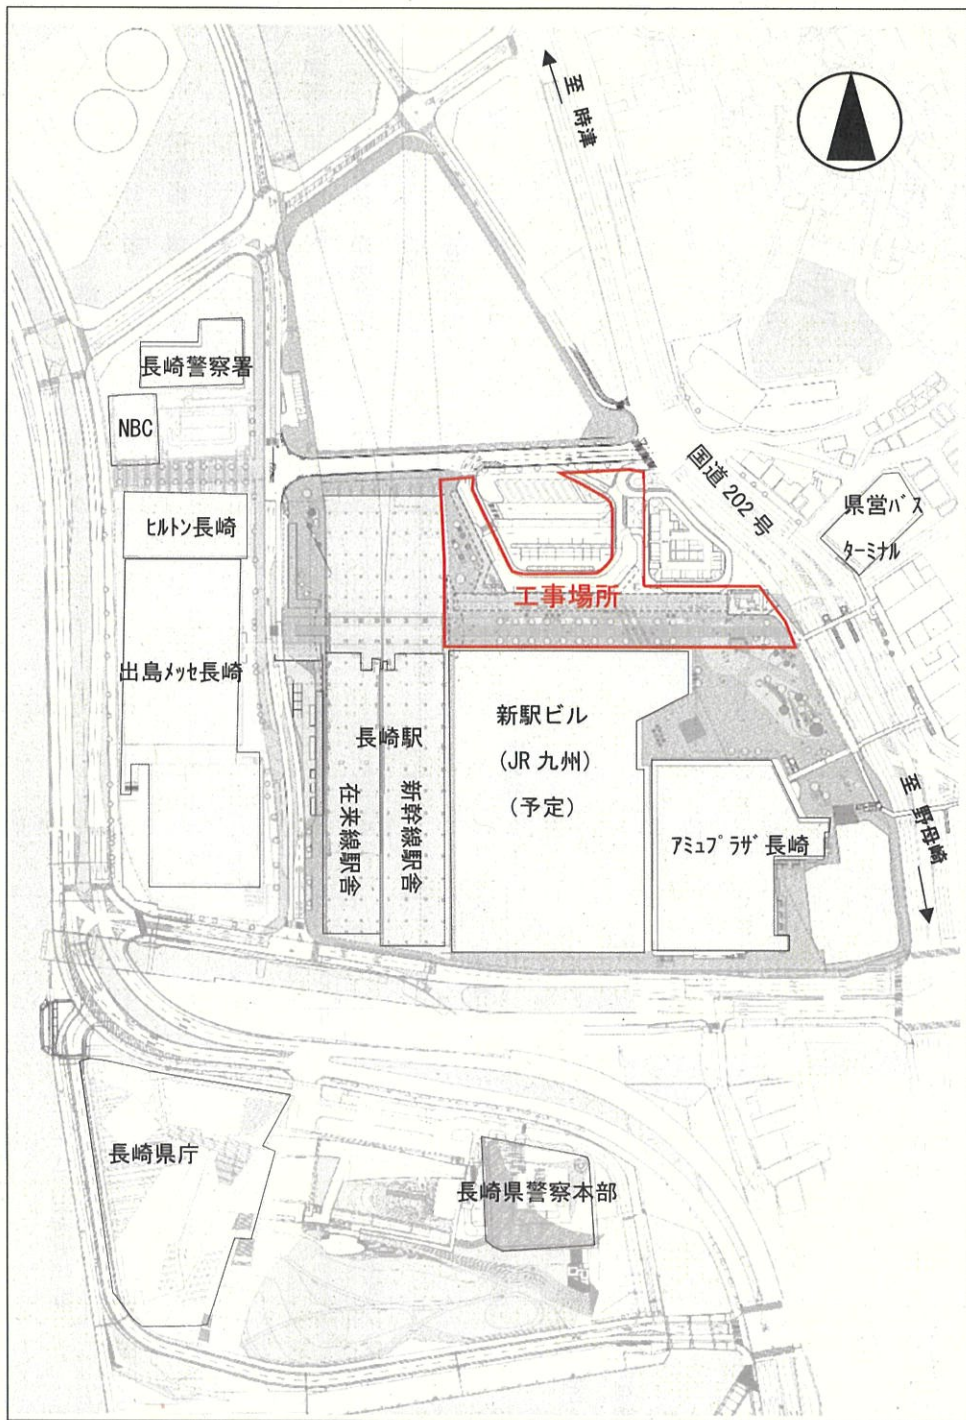 至 時津
長崎警察署
NBC
国道 202 号
県営ﾊﾞｽ
ﾀｰﾐﾅﾙ
ﾋﾙﾄﾝ長崎
工事場所
出島ﾒｯｾ長崎
長崎駅
在来線駅舎
新幹線駅舎
新駅ビル
(JR 九州)
(予定)
ｱﾐｭﾌﾟﾗｻﾞ長崎
至 野母崎
長崎県庁
長崎県警察本部